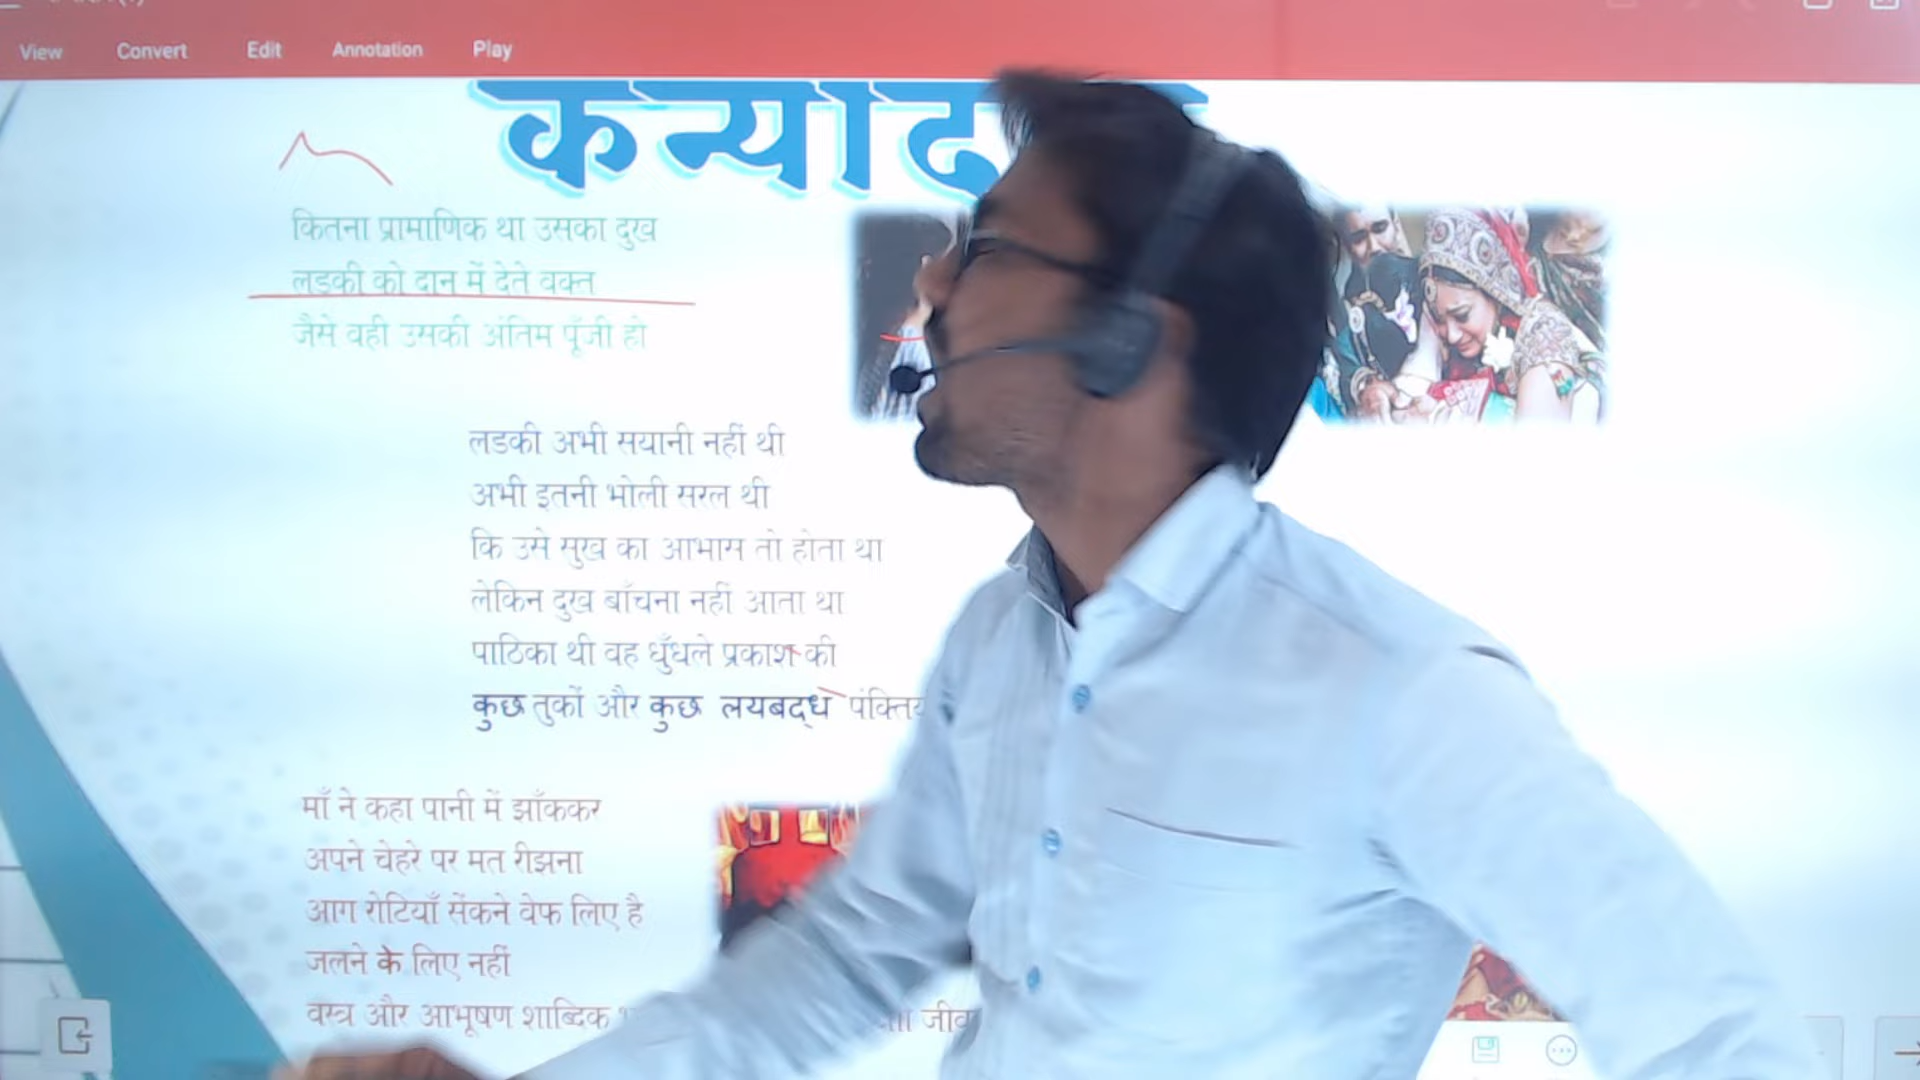 View Convert Edit Annotation Play
कन्याद
कितना प्रामाणिक था उसका दुख
लडकी को दान में देते वक्त
जैसे वही उसकी अंतिम पूँजी हो
लडकी अभी सयानी नहीं थी
अभी इतनी भोली सरल थी
कि उसे सुख का आभास तो होता था
लेकिन दुख बाँचना नहीं आता था
पाठिका थी वह धुँधले प्रकाश की
कुछ तुकों और कुछ लयबद्ध
माँ ने कहा पानी में झाँककर
अपने चेहरे पर मत रीझना
आग रोटियाँ सेंकने वेफ लिए है
जलने के लिए नहीं
वस्त्र और आभूषण शाब्दिक